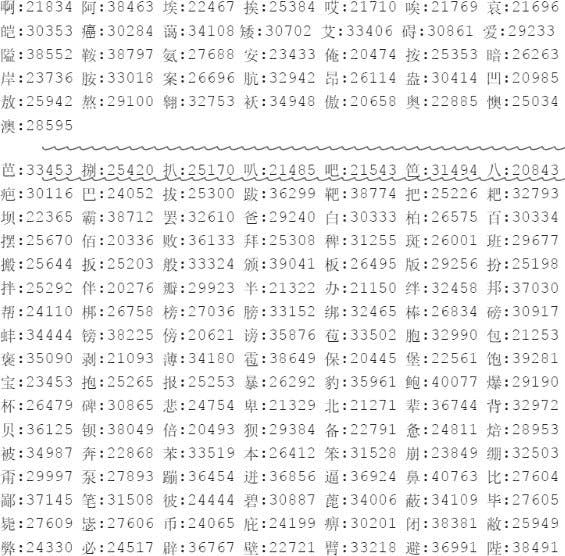 啊:21834 阿:38463 埃:22467 挨:25384 哎:21710 唉:21769 哀:21696
皑:30353 癌:30284 蔼:34108 矮:30702 艾:33406 碍:30861 爱:29233
隘:38552 鞍:38797 氨:27688 安:23433 俺:20474 按:25353 暗:26263
岸:23736 胺:33018 案:26696 肮:32942 昂:26114 盎:30414 凹:20985
敖:25942 熬:29100 翱:32753 袄:34948 傲:20658 奥:22885 懊:25034
澳:28595
芭:33453 捌:25420 扒:25170 叭:21485 吧:21543 笆:31494 八:20843
疤:30116 巴:24052 拔:25300 跋:36299 靶:38774 把:25226 耙:32793
坝:22365 霸:38712 罢:32610 爸:29240 白:30333 柏:26575 百:30334
摆:25670 佰:20336 败:36133 拜:25308 稗:31255 斑:26001 班:29677
搬:25644 扳:25203 般:33324 颁:39041 板:26495 版:29256 扮:25198
拌:25292 伴:20276 瓣:29923 半:21322 办:21150 绊:32458 邦:37030
帮:24110 梆:26758 榜:27036 膀:33152 绑:32465 棒:26834 磅:30917
蚌:34444 镑:38225 傍:20621 谤:35876 苞:33502 胞:32990 包:21253
褒:35090 剥:21093 薄:34180 雹:38649 保:20445 堡:22561 饱:39281
宝:23453 抱:25265 报:25253 暴:26292 豹:35961 鲍:40077 爆:29190
杯:26479 碑:30865 悲:24754 卑:21329 北:21271 辈:36744 背:32972
贝:36125 钡:38049 倍:20493 狈:29384 备:22791 惫:24811 焙:28953
被:34987 奔:22868 苯:33519 本:26412 笨:31528 崩:23849 绷:32503
甭:29997 泵:27893 蹦:36454 迸:36856 逼:36924 鼻:40763 比:27604
鄙:37145 笔:31508 彼:24444 碧:30887 蓖:34006 蔽:34109 毕:27605
毙:27609 毖:27606 币:24065 庇:24199 痹:30201 闭:38381 敝:25949
弊:24330 必:24517 辟:36767 壁:22721 臂:33218 避:36991 陛:38491